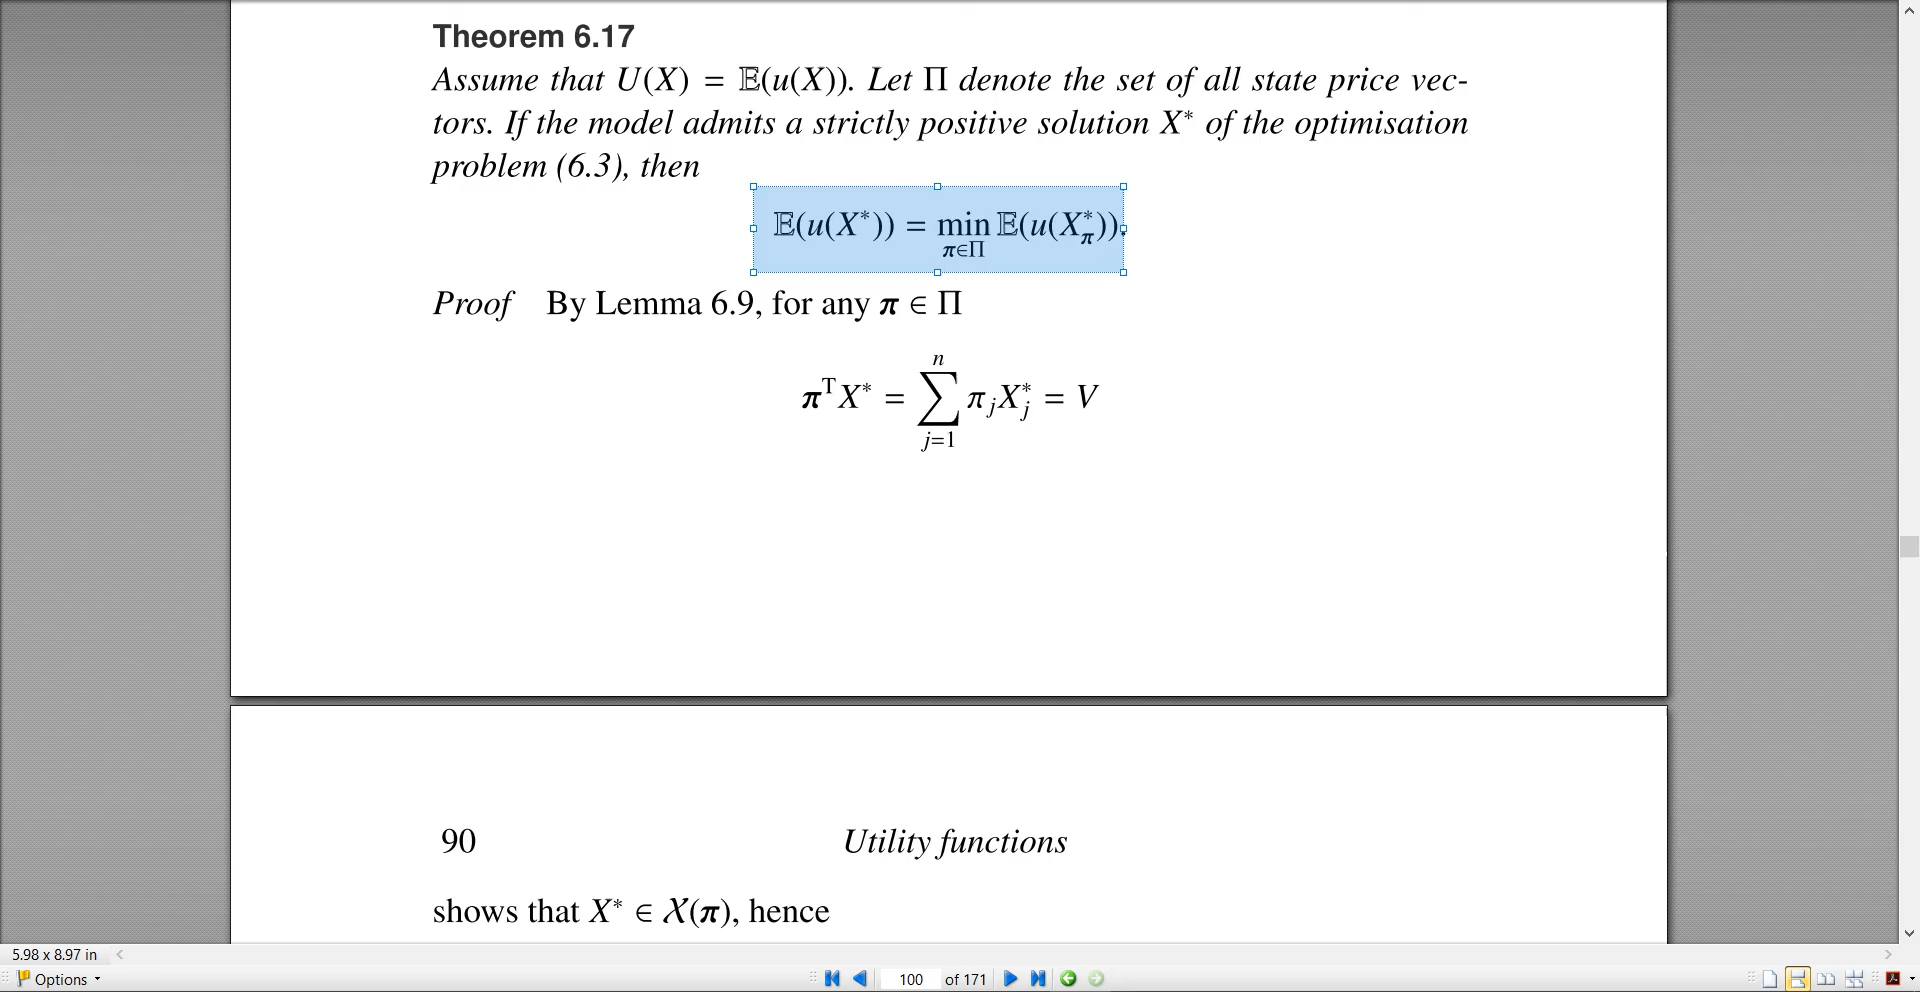 Theorem 6.17
Assume that U(X) = 𝔼(u(X)). Let Π denote the set of all state price vec-
tors. If the model admits a strictly positive solution X* of the optimisation
problem (6.3), then
𝔼(u(X*)) = min_{π∈Π} 𝔼(u(X*_π)).
Proof By Lemma 6.9, for any π ∈ Π
π^T X* = ∑_{j=1}^{n} π_j X*_j = V
90 Utility functions
shows that X* ∈ 𝒳(π), hence
5.98 x 8.97 in
Options 100 of 171